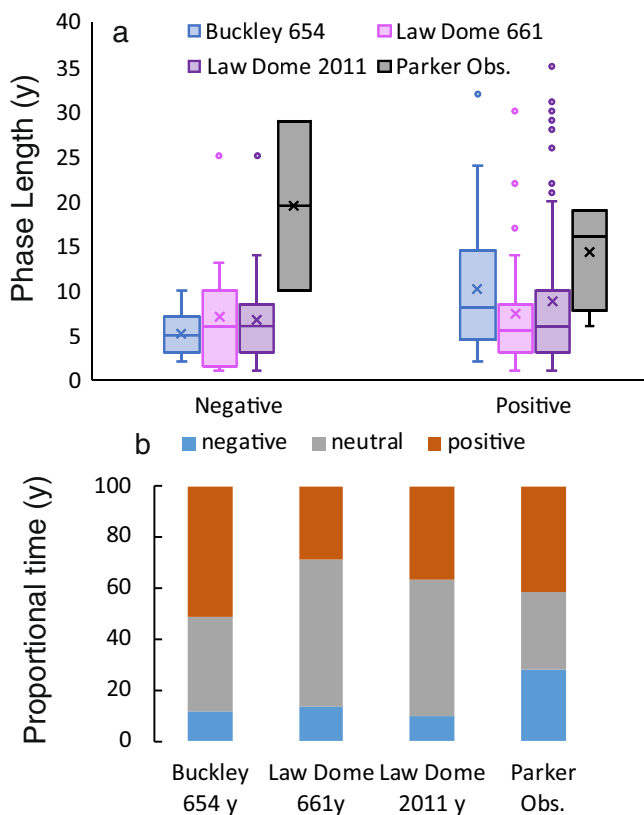 a
Buckley 654 Law Dome 661
Law Dome 2011 Parker Obs.
Phase Length (y)
40
35
30
25
20
15
10
5
0
Negative Positive
b
negative neutral positive
Proportional time (y)
100
80
60
40
20
0
Buckley Law Dome Law Dome Parker
654 y 661y 2011 y Obs.